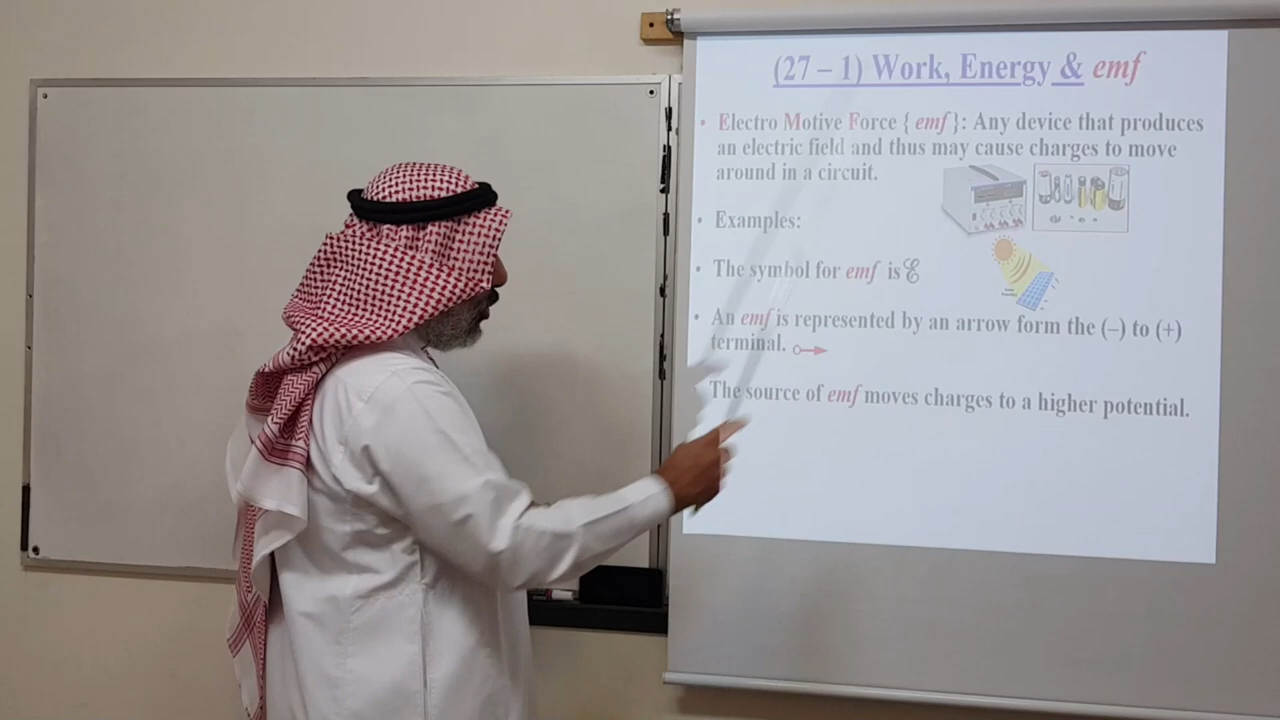 (27 – 1) Work, Energy & emf
• Electro Motive Force { emf }: Any device that produces
an electric field and thus may cause charges to move
around in a circuit.
• Examples:
• The symbol for emf is ℰ
• An emf is represented by an arrow form the (–) to (+)
terminal.
The source of emf moves charges to a higher potential.